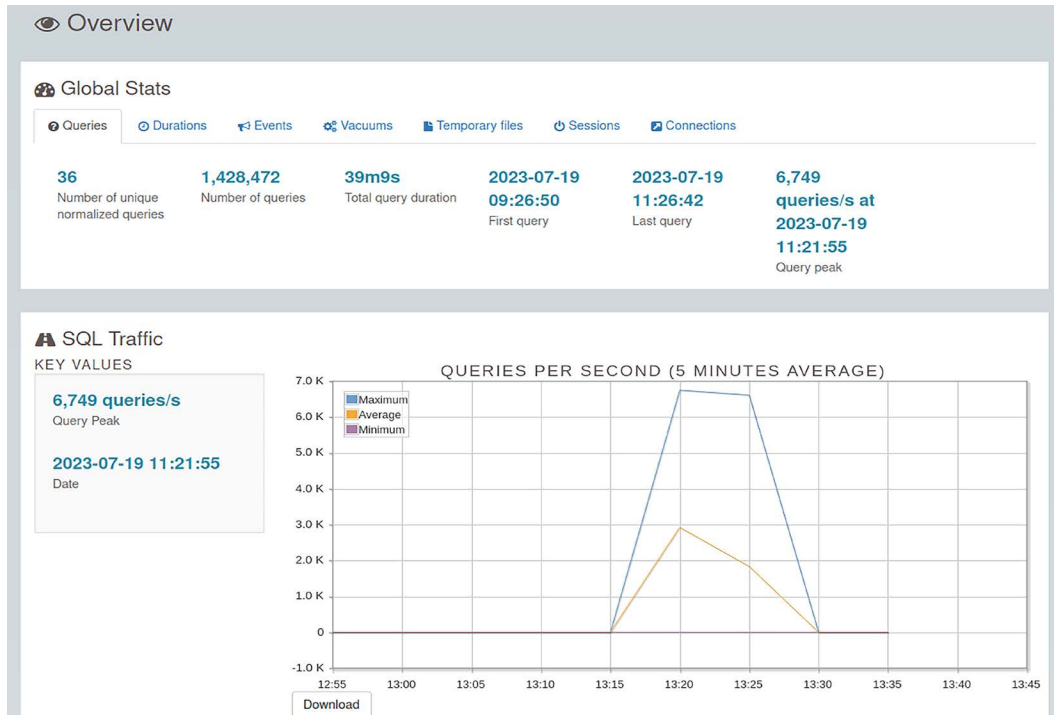 Overview
Global Stats
Queries Durations Events Vacuums Temporary files Sessions Connections
36
Number of unique
normalized queries
1,428,472
Number of queries
39m9s
Total query duration
2023-07-19
09:26:50
First query
2023-07-19
11:26:42
Last query
6,749
queries/s at
2023-07-19
11:21:55
Query peak
SQL Traffic
KEY VALUES
6,749 queries/s
Query Peak
2023-07-19 11:21:55
Date
QUERIES PER SECOND (5 MINUTES AVERAGE)
Maximum
Average
Minimum
7.0 K
6.0 K
5.0 K
4.0 K
3.0 K
2.0 K
1.0 K
0
-1.0 K
12:55 13:00 13:05 13:10 13:15 13:20 13:25 13:30 13:35 13:40 13:45
Download